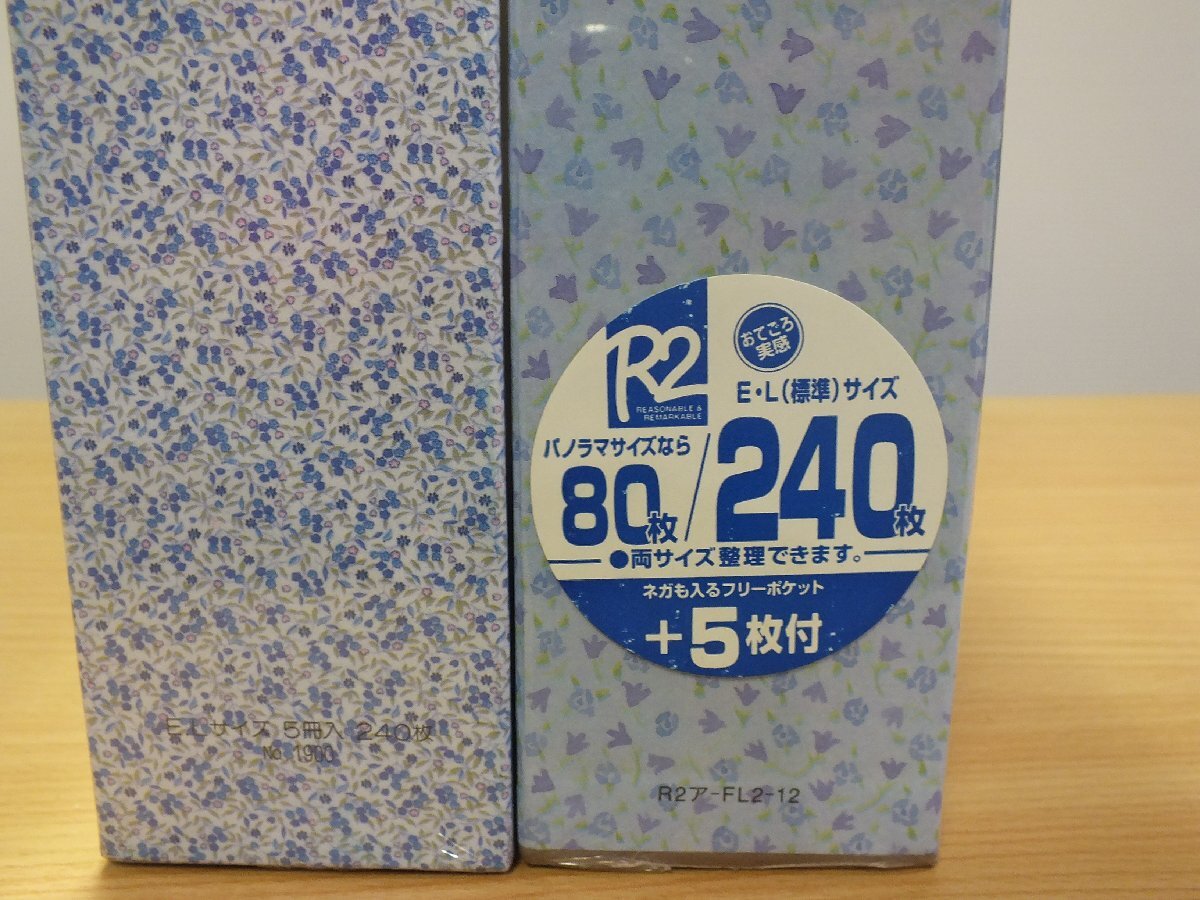 E.Lサイズ 5冊入 240枚
No. 1900
R2
REASONABLE &
REMARKABLE
おてごろ
実感
E・L(標準)サイズ
パノラマサイズなら
80枚/240枚
●両サイズ整理できます。
ネガも入るフリーポケット
+5枚付
R2ア-FL2-12